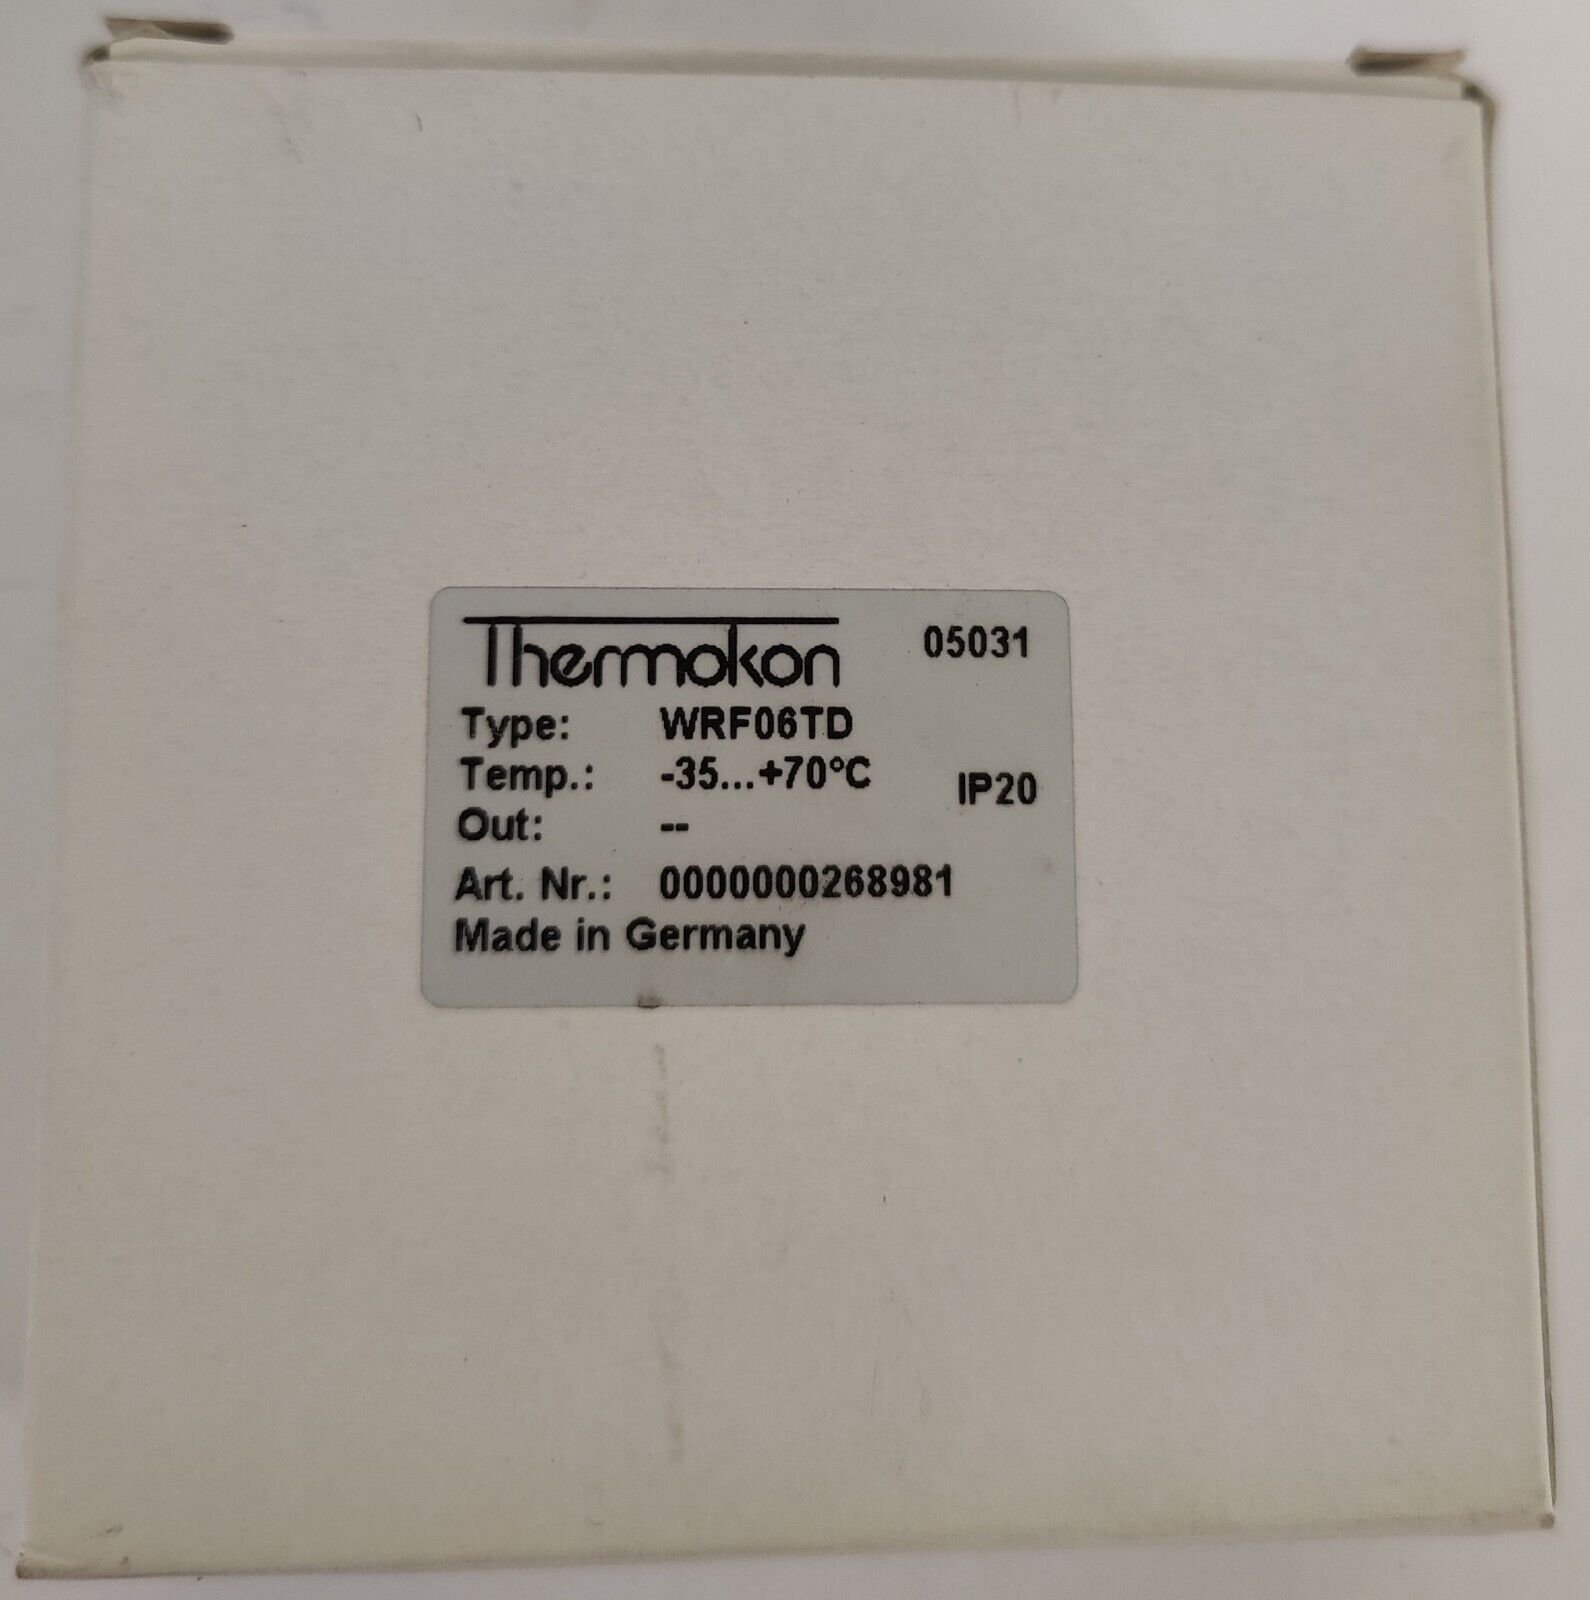 Thermokon 05031
Type: WRF06TD
Temp.: -35...+70°C IP20
Out: --
Art. Nr.: 0000000268981
Made in Germany